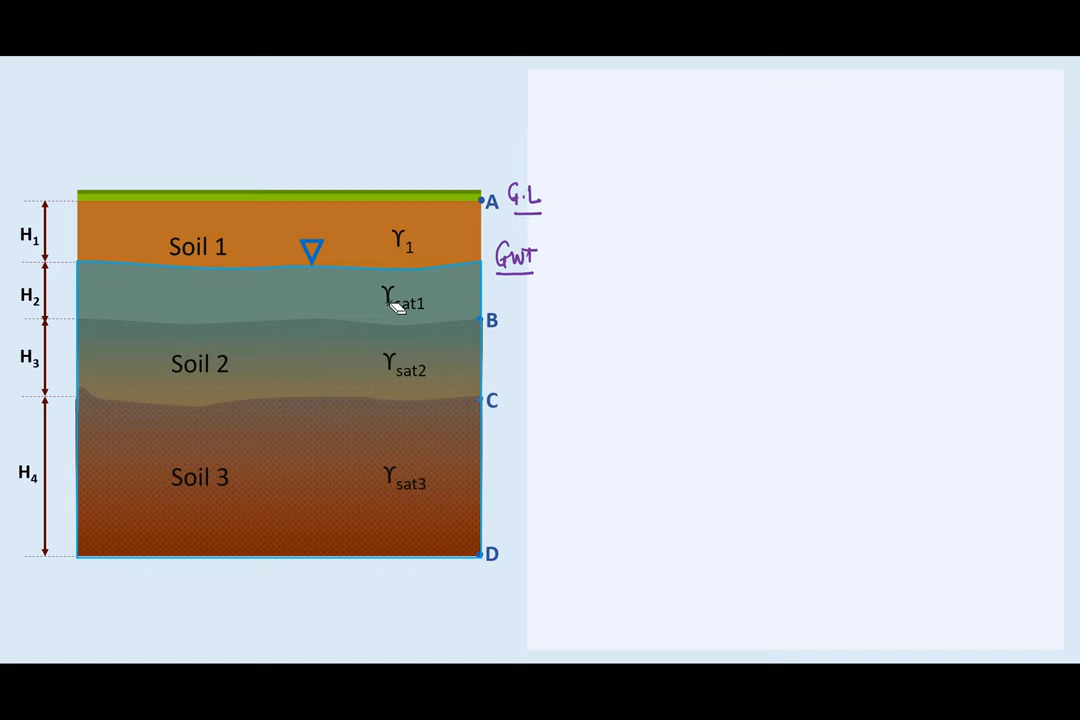 A G.L
H1
Soil 1 ϒ1
GWT
H2
ϒsat1
B
H3
Soil 2 ϒsat2
C
H4
Soil 3 ϒsat3
D